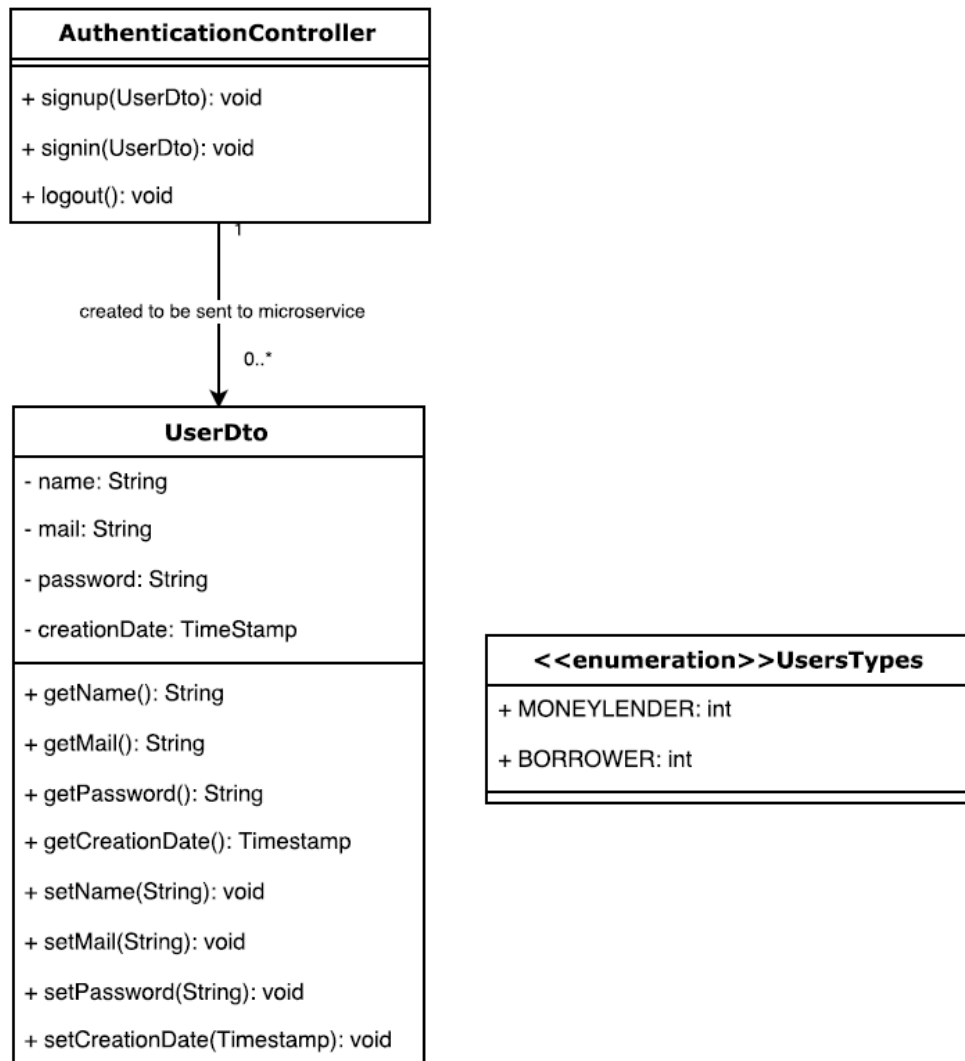 AuthenticationController
+ signup(UserDto): void
+ signin(UserDto): void
+ logout(): void
1
created to be sent to microservice
0..*
UserDto
- name: String
- mail: String
- password: String
- creationDate: TimeStamp
+ getName(): String
+ getMail(): String
+ getPassword(): String
+ getCreationDate(): Timestamp
+ setName(String): void
+ setMail(String): void
+ setPassword(String): void
+ setCreationDate(Timestamp): void
<<enumeration>>UsersTypes
+ MONEYLENDER: int
+ BORROWER: int